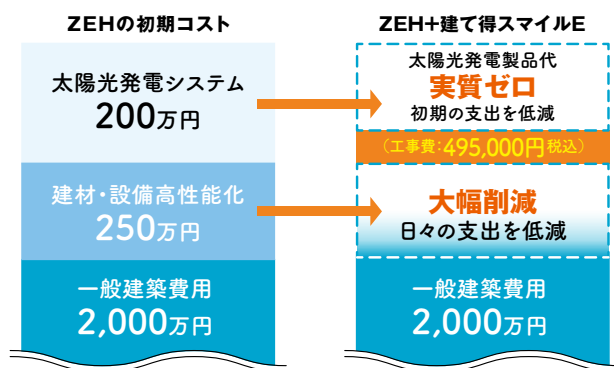 ZEHの初期コスト
太陽光発電システム
200万円
建材・設備高性能化
250万円
一般建築費用
2,000万円
ZEH+建て得スマイルE
太陽光発電製品代
実質ゼロ
初期の支出を低減
（工事費：495,000円税込）
大幅削減
日々の支出を低減
一般建築費用
2,000万円